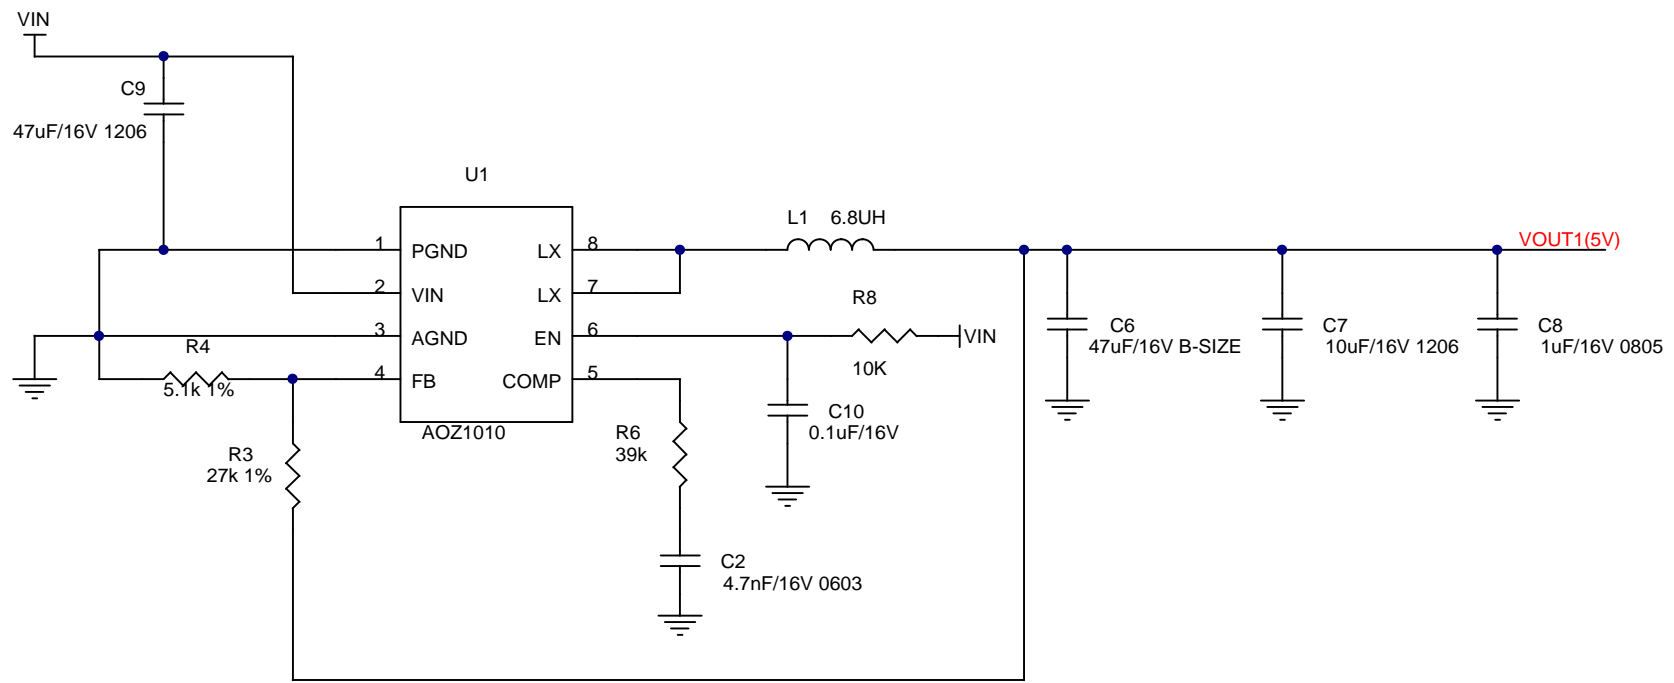 VIN
C9
47uF/16V 1206
U1
1
PGND
LX
8
L1
6.8UH
VOUT1(5V)
2
VIN
LX
7
R8
3
AGND
EN
6
VIN
C6
47uF/16V B-SIZE
C7
10uF/16V 1206
C8
1uF/16V 0805
R4
10K
5.1k 1%
4
FB
COMP
5
AOZ1010
R6
39k
C10
0.1uF/16V
R3
27k 1%
C2
4.7nF/16V 0603